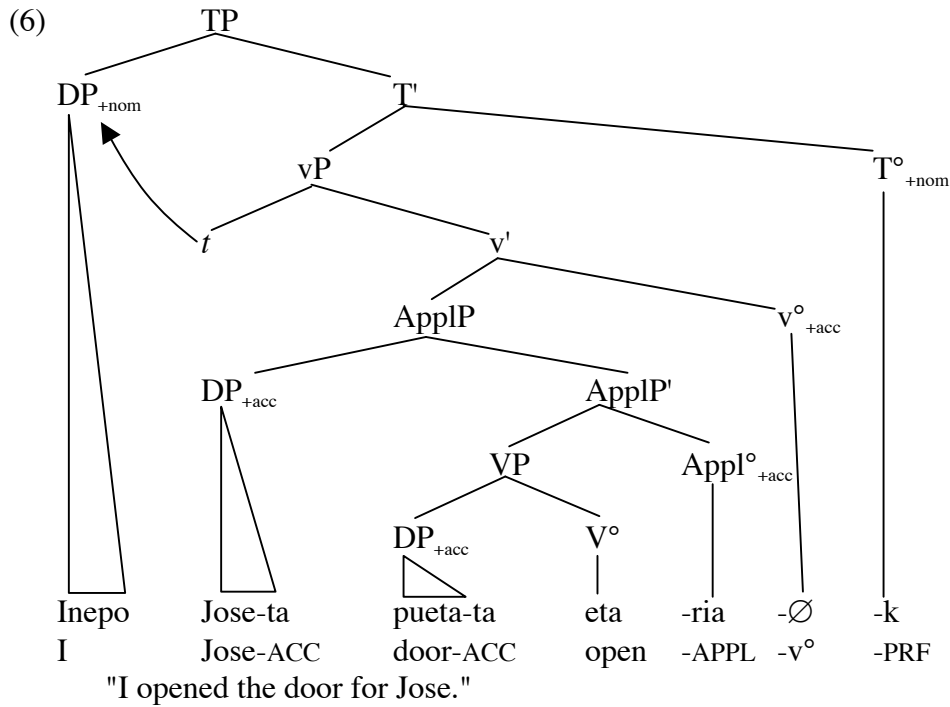 (6) TP
DP+nom T'
vP T°+nom
t v'
ApplP v°+acc
DP+acc ApplP'
VP Appl°+acc
DP+acc V°
Inepo Jose-ta pueta-ta eta -ria -∅ -k
I Jose-ACC door-ACC open -APPL -v° -PRF
"I opened the door for Jose."